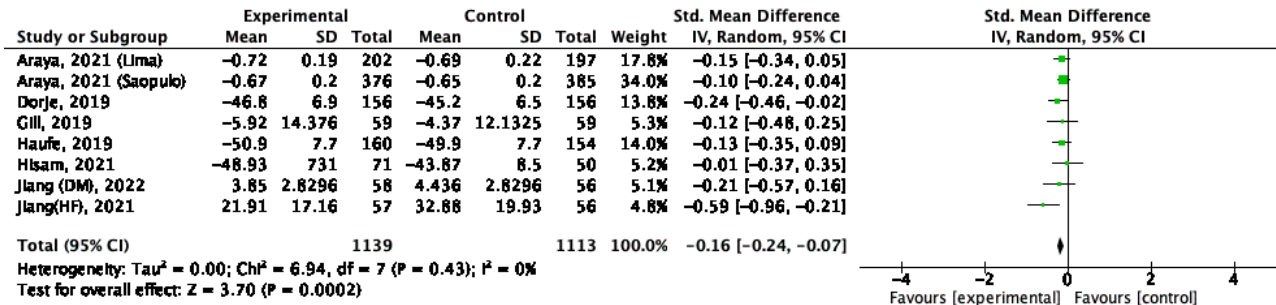 Experimental Control Std. Mean Difference Std. Mean Difference
Study or Subgroup Mean SD Total Mean SD Total Weight IV, Random, 95% CI IV, Random, 95% CI
Araya, 2021 (Lima) −0.72 0.19 202 −0.69 0.22 197 17.8% −0.15 [−0.34, 0.05]
Araya, 2021 (Saopulo) −0.67 0.2 376 −0.65 0.2 385 34.0% −0.10 [−0.24, 0.04]
Dorje, 2019 −46.8 6.9 156 −45.2 6.5 156 13.8% −0.24 [−0.46, −0.02]
Gill, 2019 −5.92 14.376 59 −4.37 12.1325 59 5.3% −0.12 [−0.48, 0.25]
Haufe, 2019 −50.9 7.7 160 −49.9 7.7 154 14.0% −0.13 [−0.35, 0.09]
Hisam, 2021 −48.93 731 71 −43.87 8.5 50 5.2% −0.01 [−0.37, 0.35]
Jiang (DM), 2022 3.85 2.8296 58 4.436 2.8296 56 5.1% −0.21 [−0.57, 0.16]
Jiang(HF), 2021 21.91 17.16 57 32.88 19.93 56 4.8% −0.59 [−0.96, −0.21]
Total (95% CI) 1139 1113 100.0% −0.16 [−0.24, −0.07]
Heterogeneity: Tau² = 0.00; Chi² = 6.94, df = 7 (P = 0.43); I² = 0%
Test for overall effect: Z = 3.70 (P = 0.0002)
−4 −2 0 2 4
Favours [experimental] Favours [control]